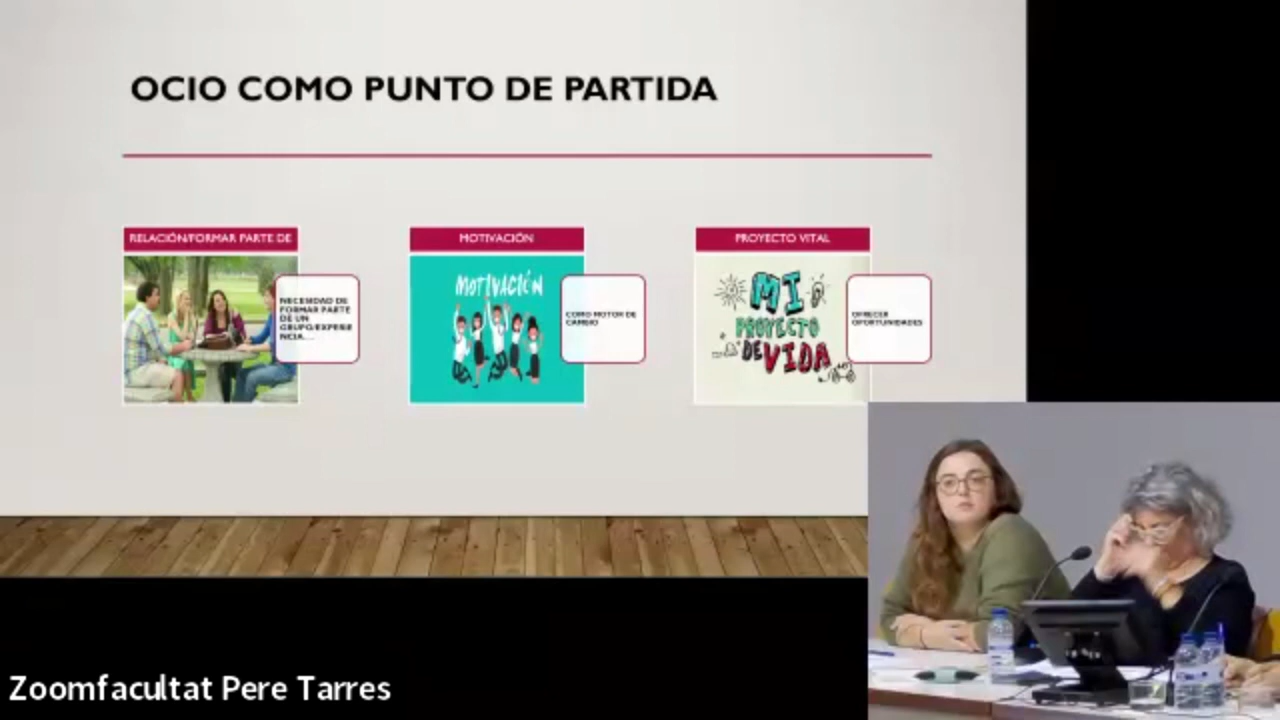 OCIO COMO PUNTO DE PARTIDA
RELACIÓN/FORMAR PARTE DE
NECESIDAD DE
FORMAR PARTE
DE UN
GRUPO/EXPERIE
NCIA...
MOTIVACIÓN
MOTIVACIÓN
COMO MOTOR DE
CAMBIO
PROYECTO VITAL
MI
PROYECTO
DE VIDA
OFRECER
OPORTUNIDADES
Zoomfacultat Pere Tarres